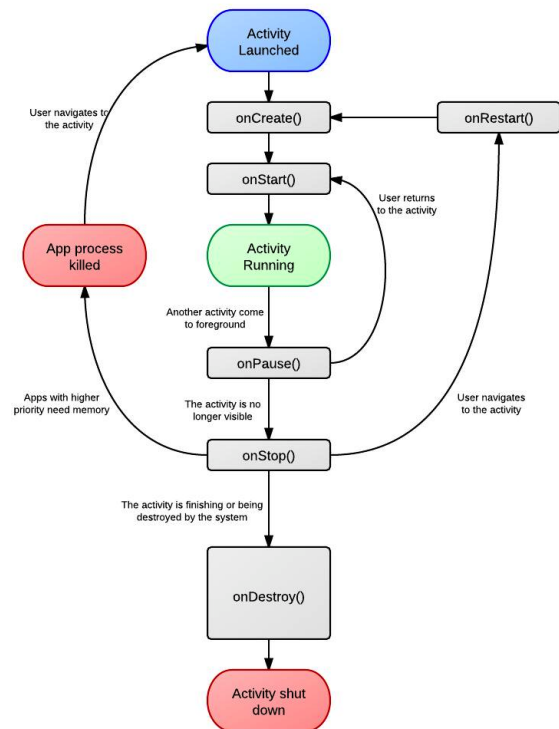 Activity
Launched
onCreate()
onRestart()
User navigates to
the activity
onStart()
User returns
to the activity
App process
killed
Activity
Running
Another activity come
to foreground
onPause()
Apps with higher
priority need memory
The activity is no
longer visible
User navigates
to the activity
onStop()
The activity is finishing or being
destroyed by the system
onDestroy()
Activity shut
down